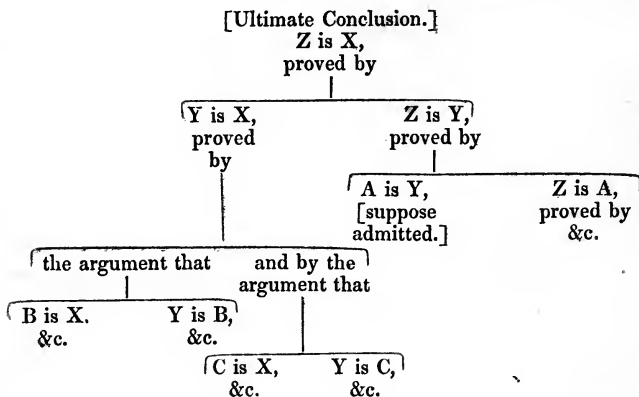 [Ultimate Conclusion.]
Z is X,
proved by
Y is X,
proved
by
Z is Y,
proved by
A is Y,
[suppose
admitted.]
Z is A,
proved by
&c.
the argument that
and by the
argument that
B is X.
&c.
Y is B,
&c.
C is X,
&c.
Y is C,
&c.